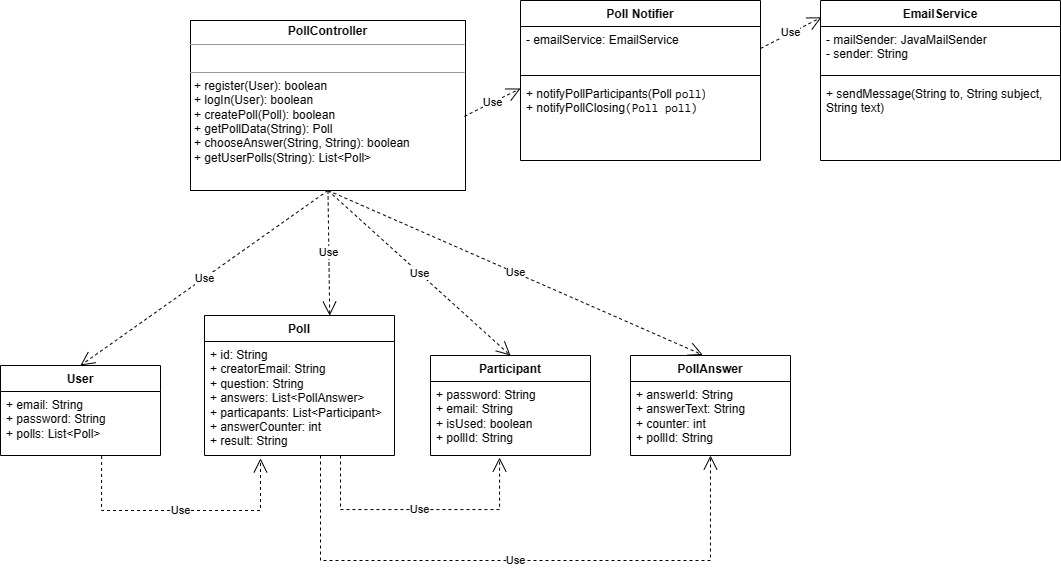 PollController
+ register(User): boolean
+ logIn(User): boolean
+ createPoll(Poll): boolean
+ getPollData(String): Poll
+ chooseAnswer(String, String): boolean
+ getUserPolls(String): List<Poll>
Use
Poll Notifier
- emailService: EmailService
+ notifyPollParticipants(Poll poll)
+ notifyPollClosing(Poll poll)
Use
EmailService
- mailSender: JavaMailSender
- sender: String
+ sendMessage(String to, String subject,
String text)
Use
Use
Use
Use
User
+ email: String
+ password: String
+ polls: List<Poll>
Poll
+ id: String
+ creatorEmail: String
+ question: String
+ answers: List<PollAnswer>
+ particapants: List<Participant>
+ answerCounter: int
+ result: String
Participant
+ password: String
+ email: String
+ isUsed: boolean
+ pollId: String
PollAnswer
+ answerId: String
+ answerText: String
+ counter: int
+ pollId: String
Use
Use
Use